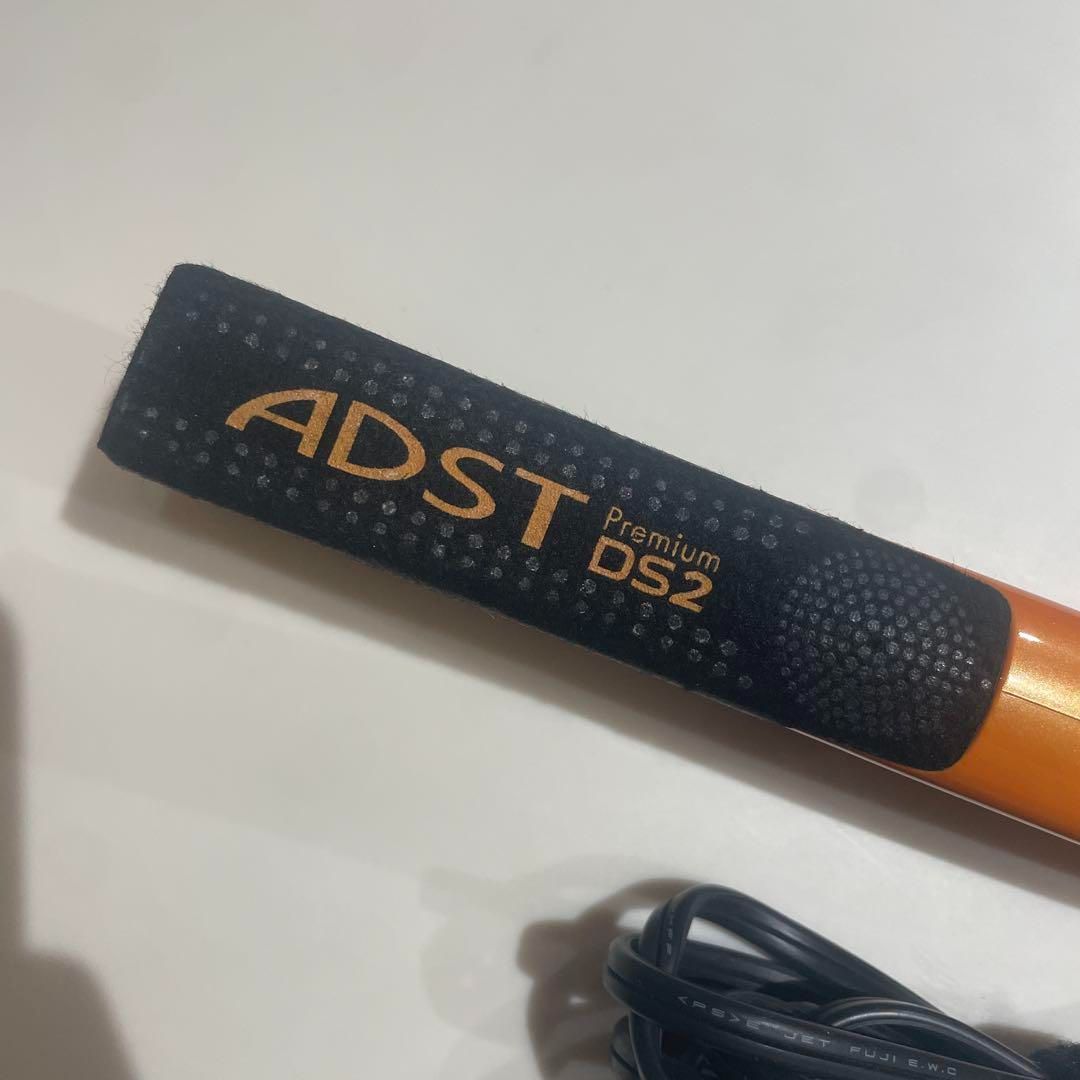 ADST
Premium
DS2
<PS>E JET FUJI E.W.C